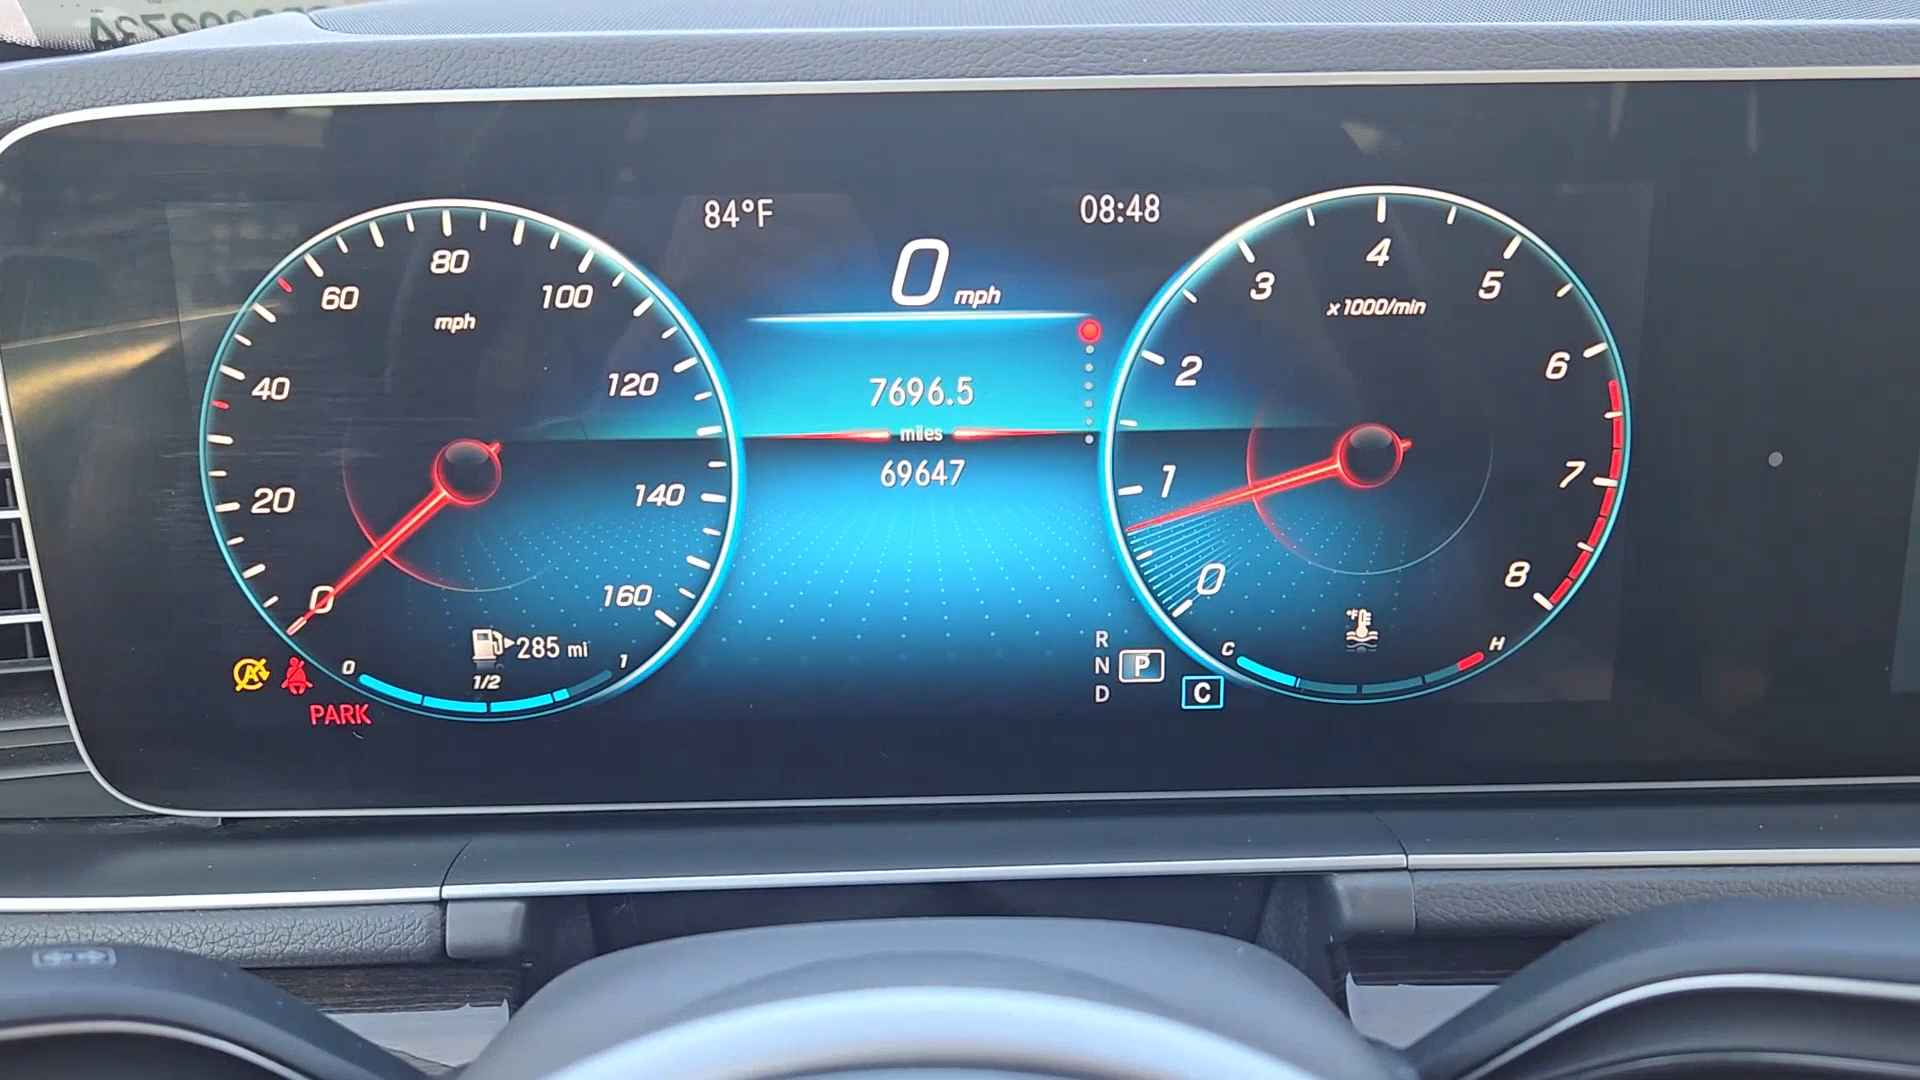 84°F
08:48
0 mph
7696.5
miles
69647
0
20
40
60
80
100
120
140
160
mph
285 mi
0 1/2 1
PARK
0
1
2
3
4
5
6
7
8
x1000/min
°F
C H
R
N P
D
C
A